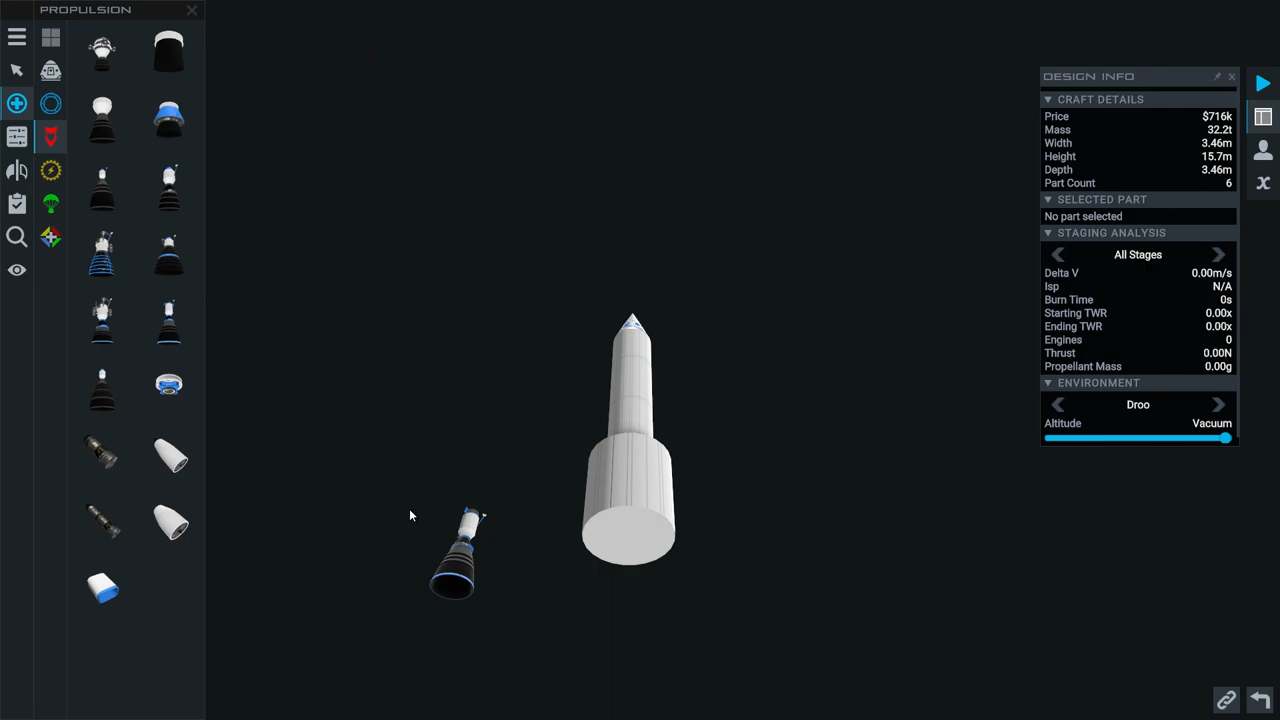 PROPULSION
DESIGN INFO
CRAFT DETAILS
Price $716k
Mass 32.2t
Width 3.46m
Height 15.7m
Depth 3.46m
Part Count 6
SELECTED PART
No part selected
STAGING ANALYSIS
All Stages
Delta V 0.00m/s
Isp N/A
Burn Time 0s
Starting TWR 0.00x
Ending TWR 0.00x
Engines 0
Thrust 0.00N
Propellant Mass 0.00g
ENVIRONMENT
Droo
Altitude Vacuum